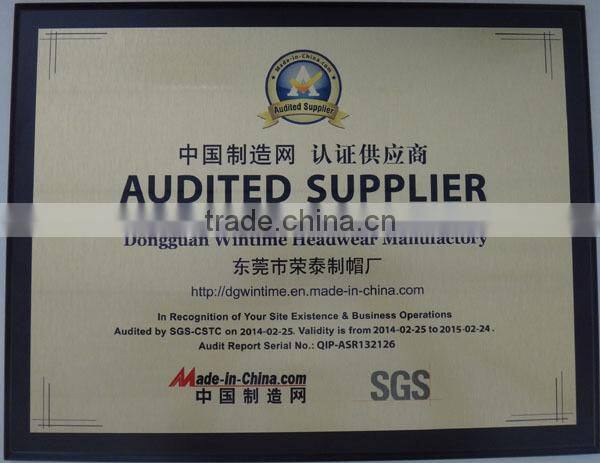 Made-in-China.com
Audited Supplier
中国制造网 认证供应商
AUDITED SUPPLIER
trade.china.cn
Dongguan Wintime Headwear Manufactory
东莞市荣泰制帽厂
http://dgwintime.en.made-in-china.com
In Recognition of Your Site Existence & Business Operations
Audited by SGS-CSTC on 2014-02-25. Validity is from 2014-02-25 to 2015-02-24.
Audit Report Serial No.: QIP-ASR132126
Made-in-China.com
中国制造网
SGS